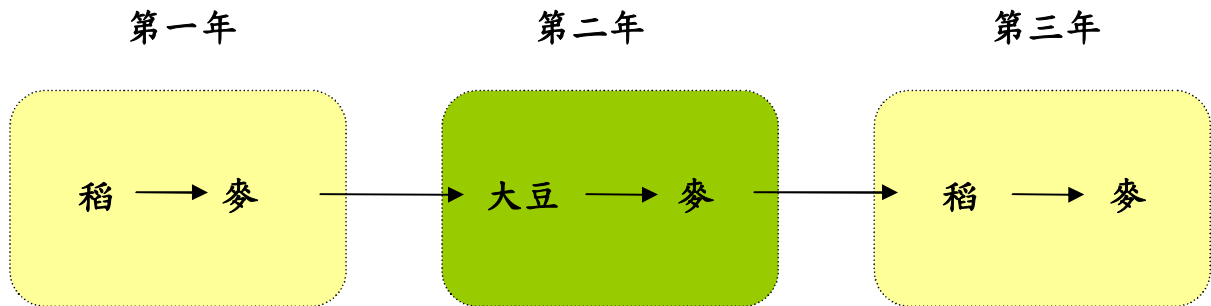 第一年 第二年 第三年
稻 麥 大豆 麥 稻 麥